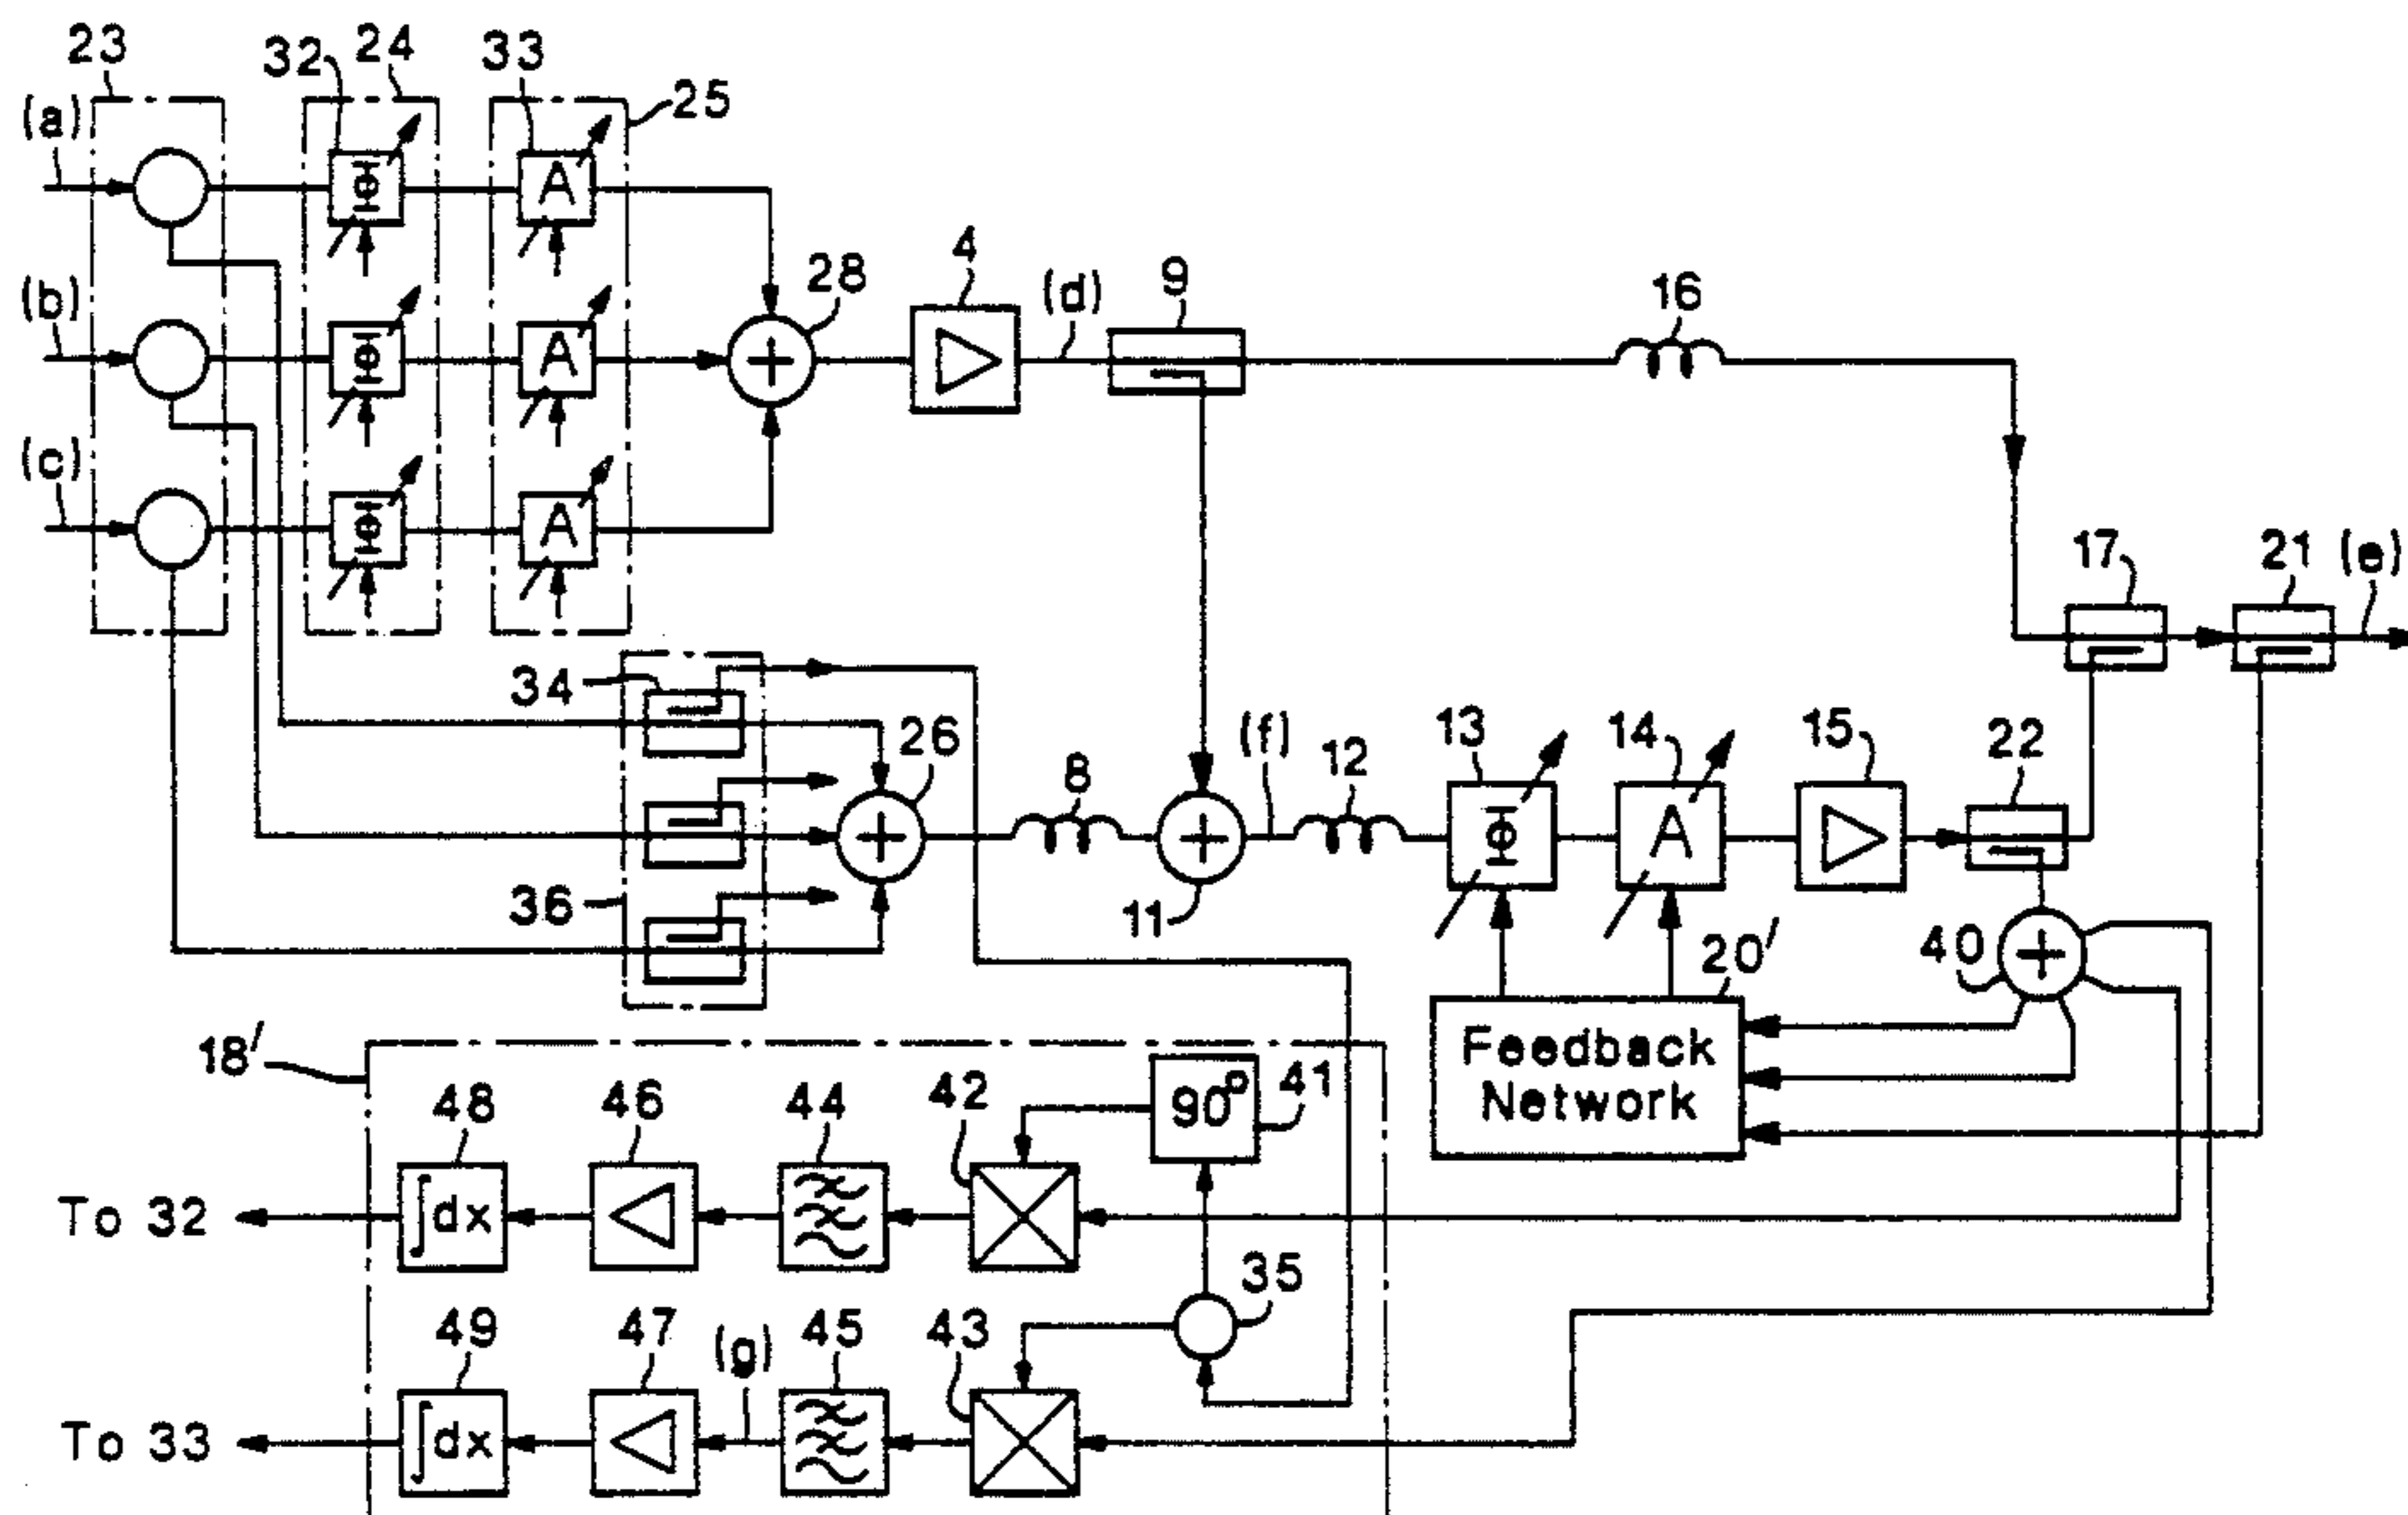 23
32
24
33
25
(a)
Φ
A
28
4
(d)
9
16
(b)
Φ
A
+
(c)
Φ
A
17
21
(e)
34
26
8
(f)
12
13
14
15
22
+
+
Φ
A
36
11
40
+
20'
18'
Feedback
Network
48
46
44
42
90°
41
To 32
∫dx
35
49
47
(g)
45
43
To 33
∫dx